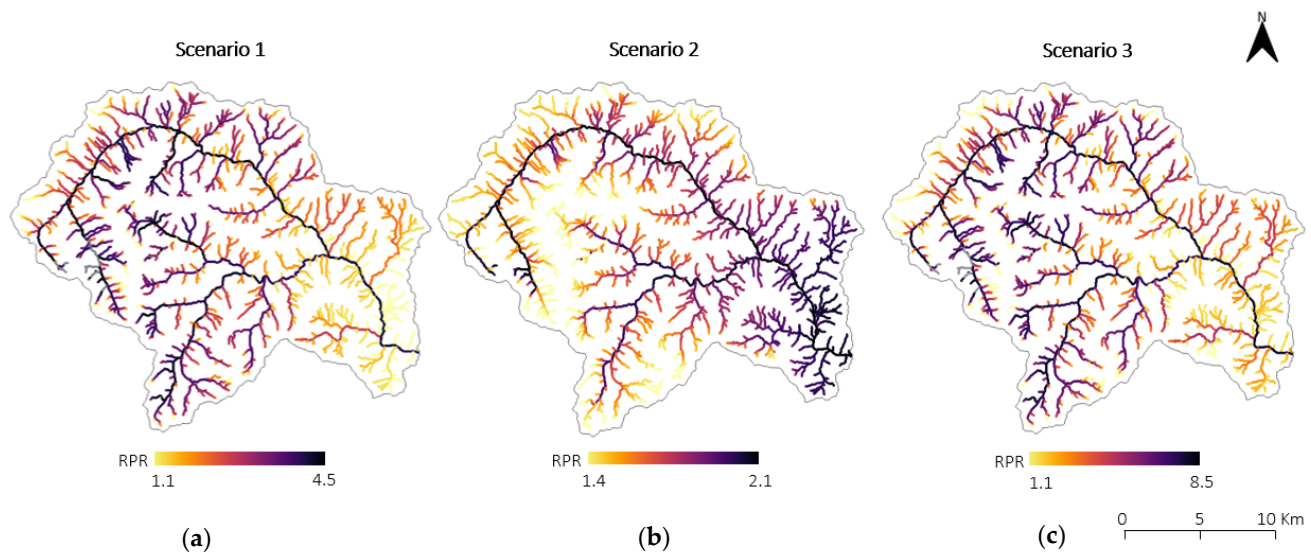 N
Scenario 1
Scenario 2
Scenario 3
RPR
1.1
4.5
RPR
1.4
2.1
RPR
1.1
8.5
(a)
(b)
(c)
0
5
10 Km